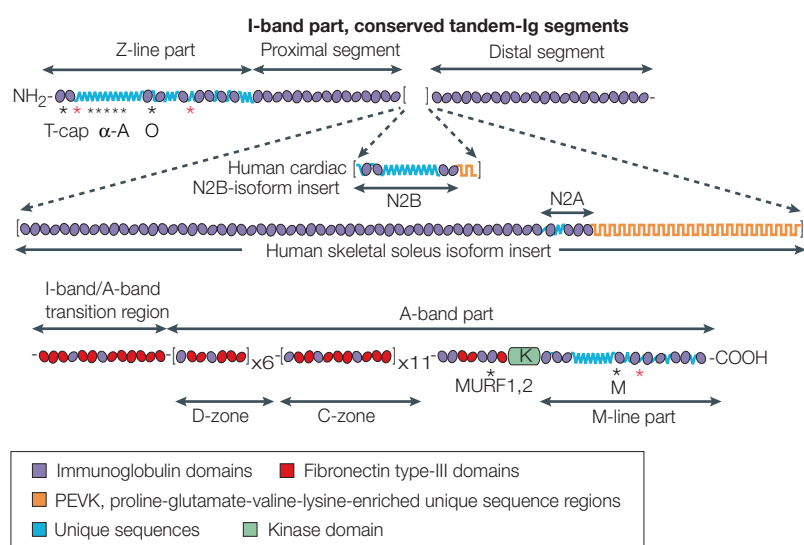 I-band part, conserved tandem-Ig segments
Z-line part Proximal segment Distal segment
NH2- [ ] -
* * ***** * *
T-cap α-A O
Human cardiac
N2B-isoform insert
[ ]
N2B
N2A
[ ]
Human skeletal soleus isoform insert
I-band/A-band
transition region
A-band part
- -[ ]x6-[ ]x11- K -COOH
* * *
MURF1,2 M
D-zone C-zone M-line part
Immunoglobulin domains Fibronectin type-III domains
PEVK, proline-glutamate-valine-lysine-enriched unique sequence regions
Unique sequences Kinase domain